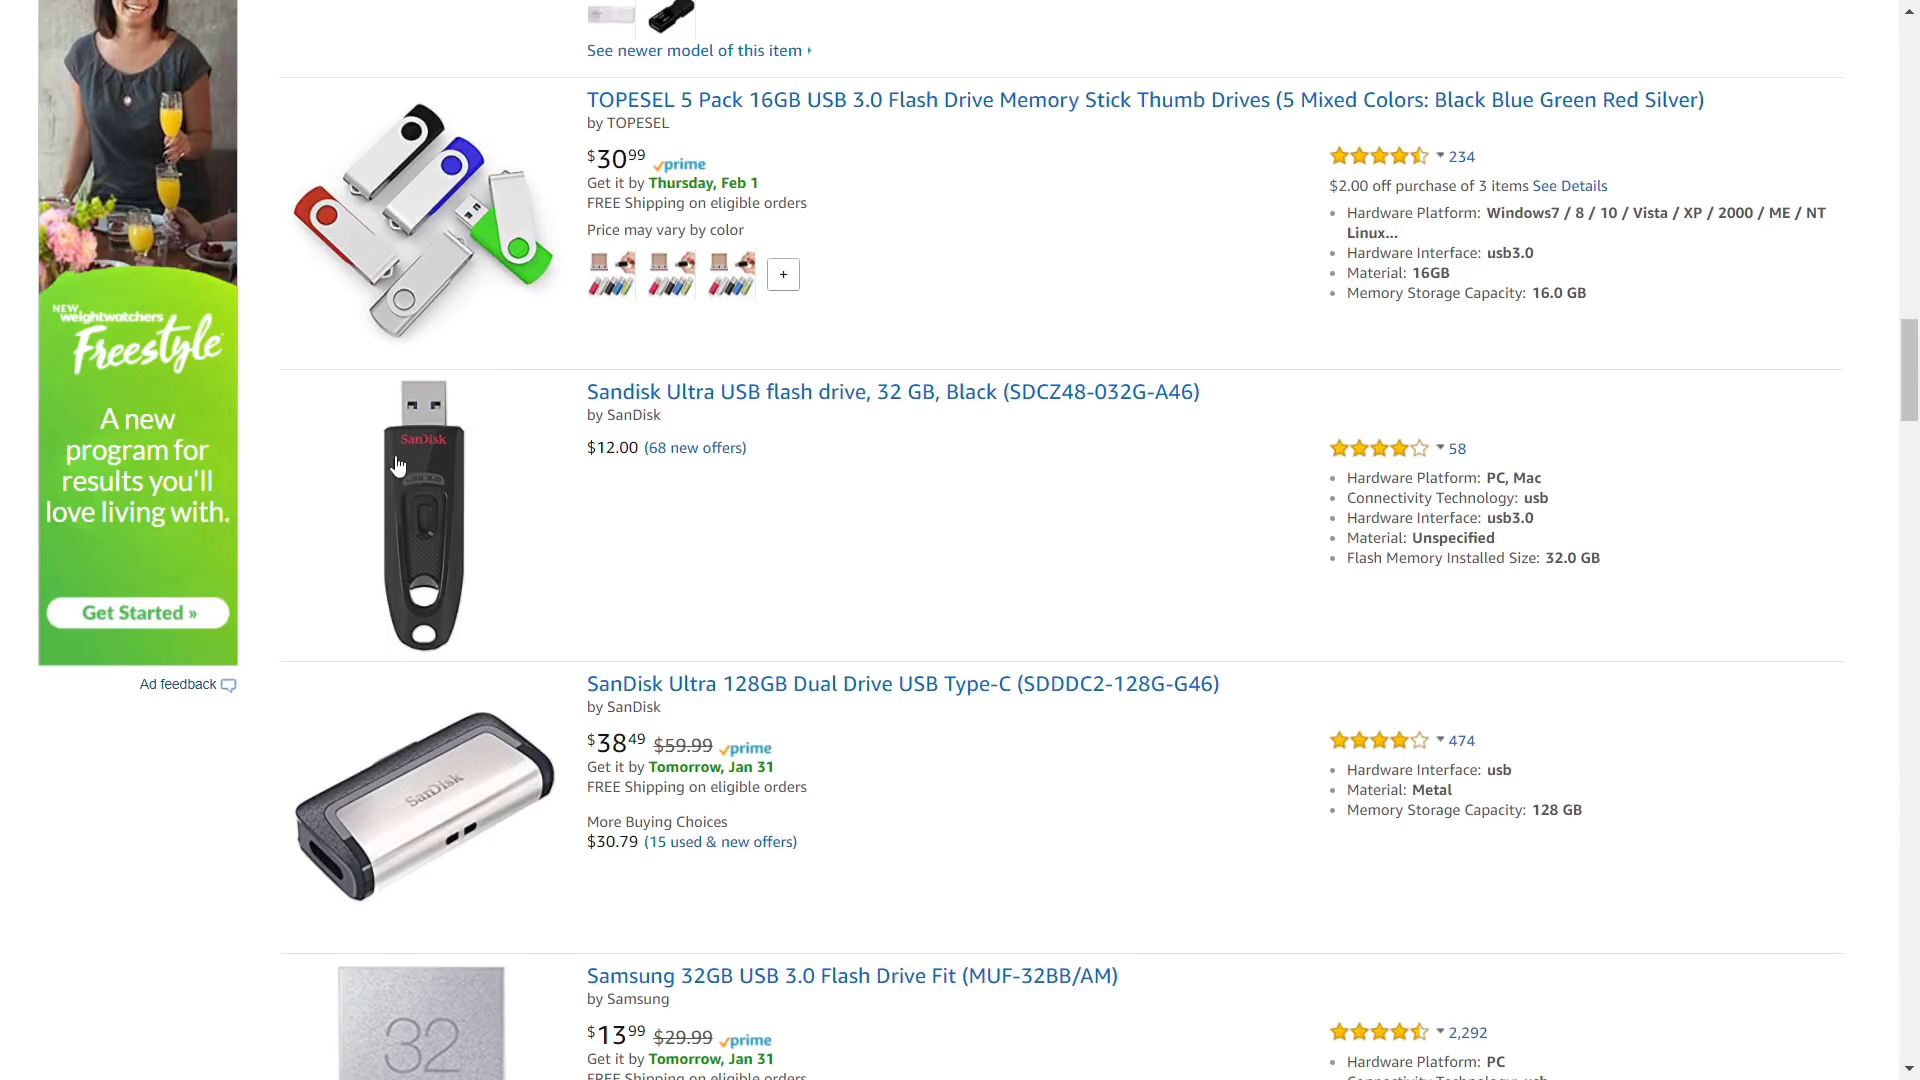 See newer model of this item
TOPESEL 5 Pack 16GB USB 3.0 Flash Drive Memory Stick Thumb Drives (5 Mixed Colors: Black Blue Green Red Silver)
by TOPESEL
$30 99 prime
Get it by Thursday, Feb 1
FREE Shipping on eligible orders
Price may vary by color
+
234
$2.00 off purchase of 3 items See Details
Hardware Platform: Windows7 / 8 / 10 / Vista / XP / 2000 / ME / NT
Linux...
Hardware Interface: usb3.0
Material: 16GB
Memory Storage Capacity: 16.0 GB
NEW
weightwatchers
Freestyle
A new
program for
results you'll
love living with.
Get Started »
Ad feedback
SanDisk
USB 3.0
Sandisk Ultra USB flash drive, 32 GB, Black (SDCZ48-032G-A46)
by SanDisk
$12.00 (68 new offers)
58
Hardware Platform: PC, Mac
Connectivity Technology: usb
Hardware Interface: usb3.0
Material: Unspecified
Flash Memory Installed Size: 32.0 GB
SanDisk
SanDisk Ultra 128GB Dual Drive USB Type-C (SDDDC2-128G-G46)
by SanDisk
$38 49 $59.99 prime
Get it by Tomorrow, Jan 31
FREE Shipping on eligible orders
More Buying Choices
$30.79 (15 used & new offers)
474
Hardware Interface: usb
Material: Metal
Memory Storage Capacity: 128 GB
32
Samsung 32GB USB 3.0 Flash Drive Fit (MUF-32BB/AM)
by Samsung
$13 99 $29.99 prime
Get it by Tomorrow, Jan 31
FREE Shipping on eligible orders
2,292
Hardware Platform: PC
Connectivity Technology: usb